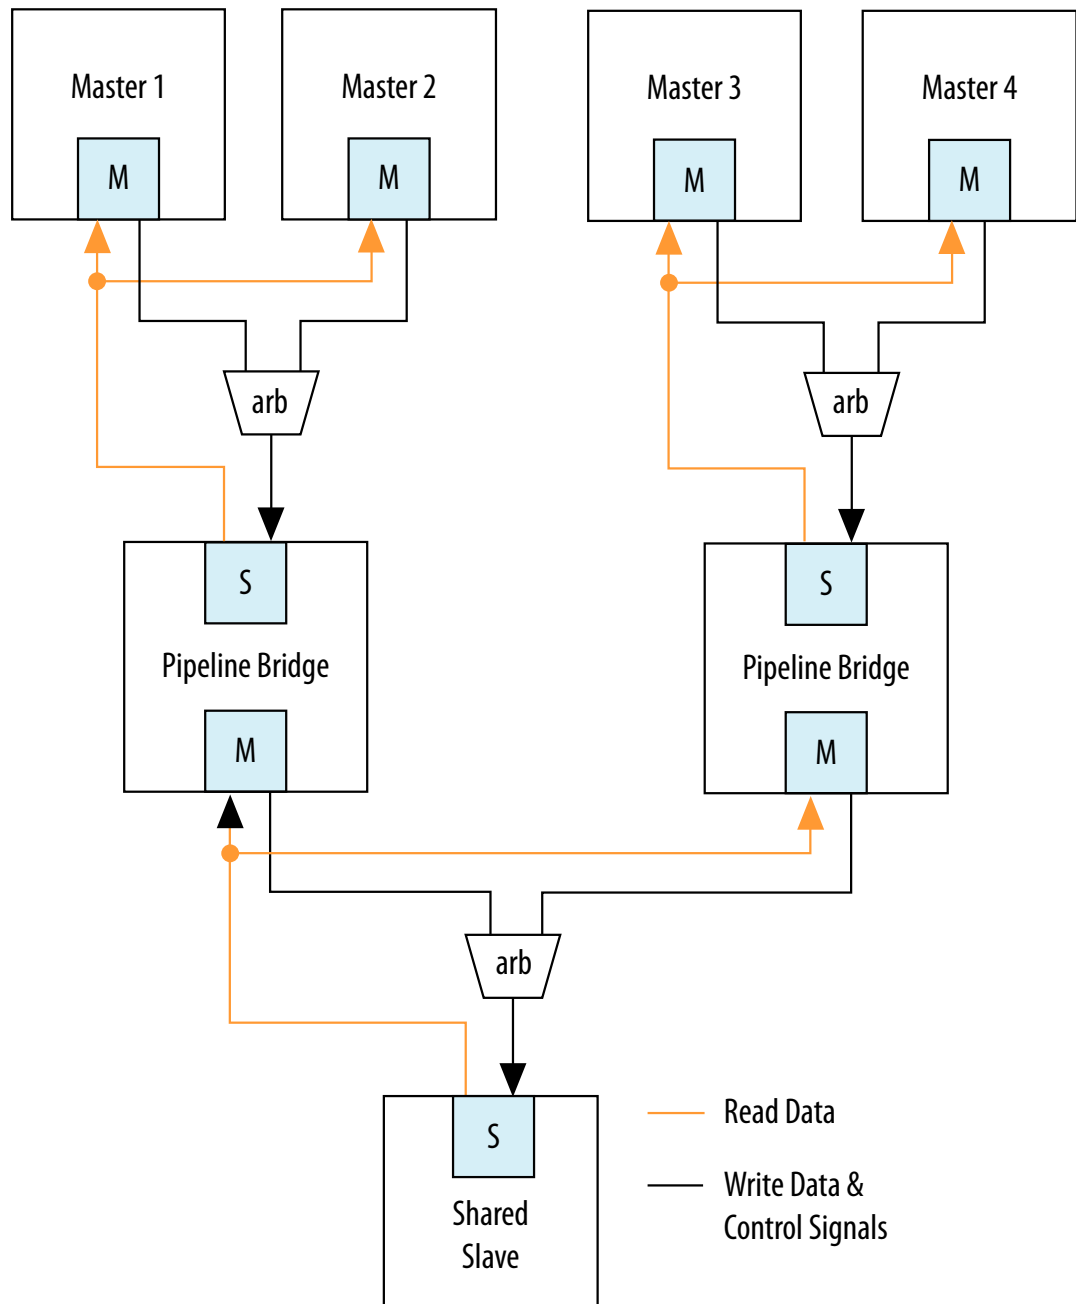 Master 1
Master 2
Master 3
Master 4
M
M
M
M
arb
arb
S
S
Pipeline Bridge
Pipeline Bridge
M
M
arb
S
Shared
Slave
Read Data
Write Data &
Control Signals